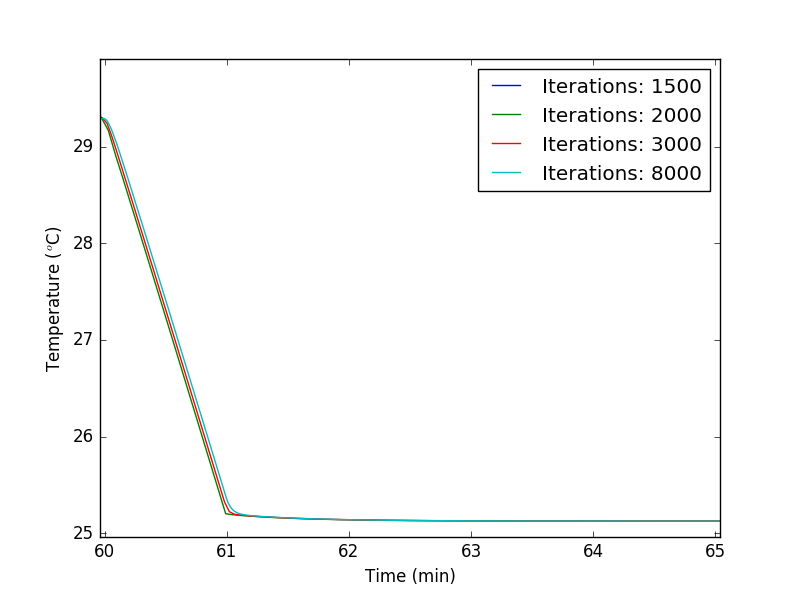 Iterations: 1500
Iterations: 2000
Iterations: 3000
Iterations: 8000
29
28
27
26
25
Temperature (°C)
60 61 62 63 64 65
Time (min)